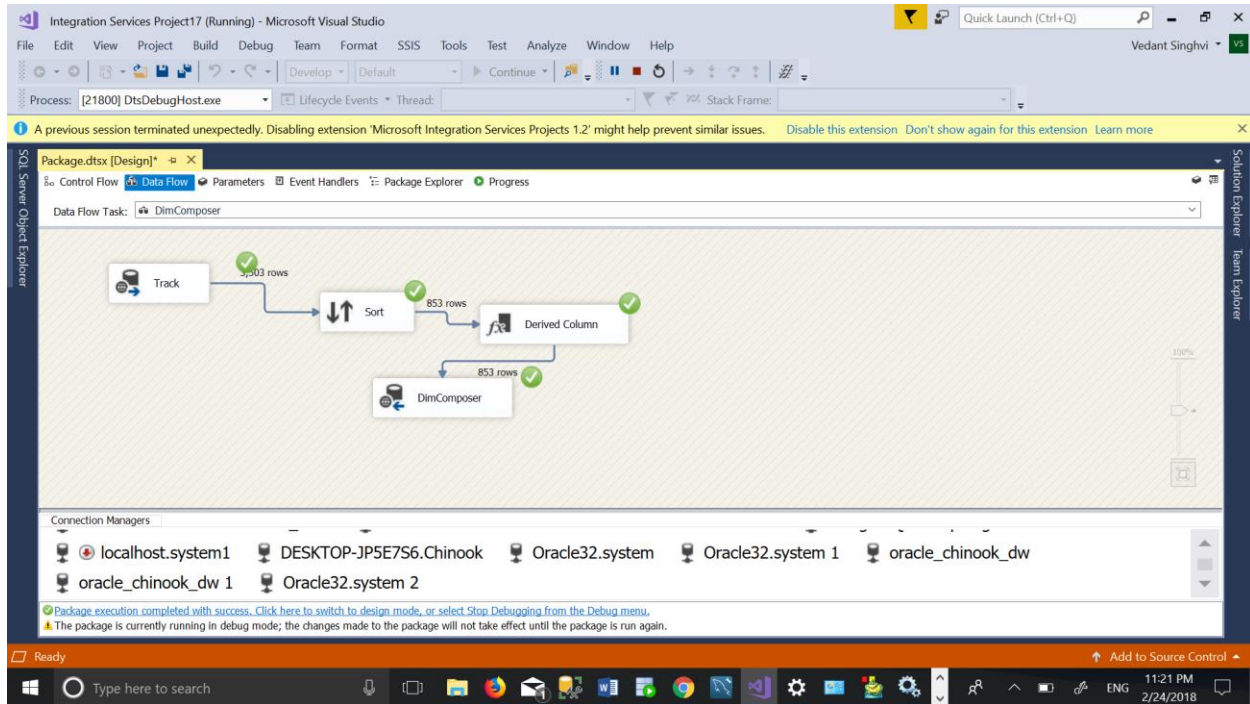 Integration Services Project17 (Running) - Microsoft Visual Studio
Quick Launch (Ctrl+Q)
File Edit View Project Build Debug Team Format SSIS Tools Test Analyze Window Help
Vedant Singhvi
VS
Develop Default Continue
Process: [21800] DtsDebugHost.exe Lifecycle Events Thread: Stack Frame:
A previous session terminated unexpectedly. Disabling extension 'Microsoft Integration Services Projects 1.2' might help prevent similar issues. Disable this extension Don't show again for this extension Learn more
SQL Server Object Explorer
Package.dtsx [Design]*
Solution Explorer
Team Explorer
Control Flow Data Flow Parameters Event Handlers Package Explorer Progress
Data Flow Task: DimComposer
Track
rows
Sort
853 rows
Derived Column
853 rows
DimComposer
100%
Connection Managers
localhost.system1 DESKTOP-JP5E7S6.Chinook Oracle32.system Oracle32.system 1 oracle_chinook_dw
oracle_chinook_dw 1 Oracle32.system 2
Package execution completed with success. Click here to switch to design mode, or select Stop Debugging from the Debug menu.
The package is currently running in debug mode; the changes made to the package will not take effect until the package is run again.
Ready
Add to Source Control
Type here to search
ENG
11:21 PM
2/24/2018